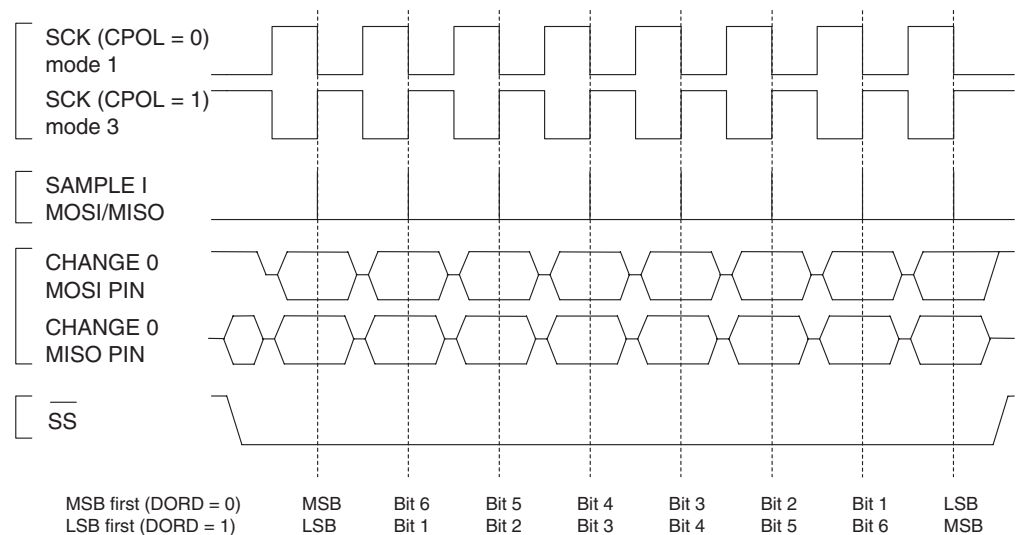 SCK (CPOL = 0)
mode 1
SCK (CPOL = 1)
mode 3
SAMPLE I
MOSI/MISO
CHANGE 0
MOSI PIN
CHANGE 0
MISO PIN
SS
MSB first (DORD = 0) MSB Bit 6 Bit 5 Bit 4 Bit 3 Bit 2 Bit 1 LSB
LSB first (DORD = 1) LSB Bit 1 Bit 2 Bit 3 Bit 4 Bit 5 Bit 6 MSB